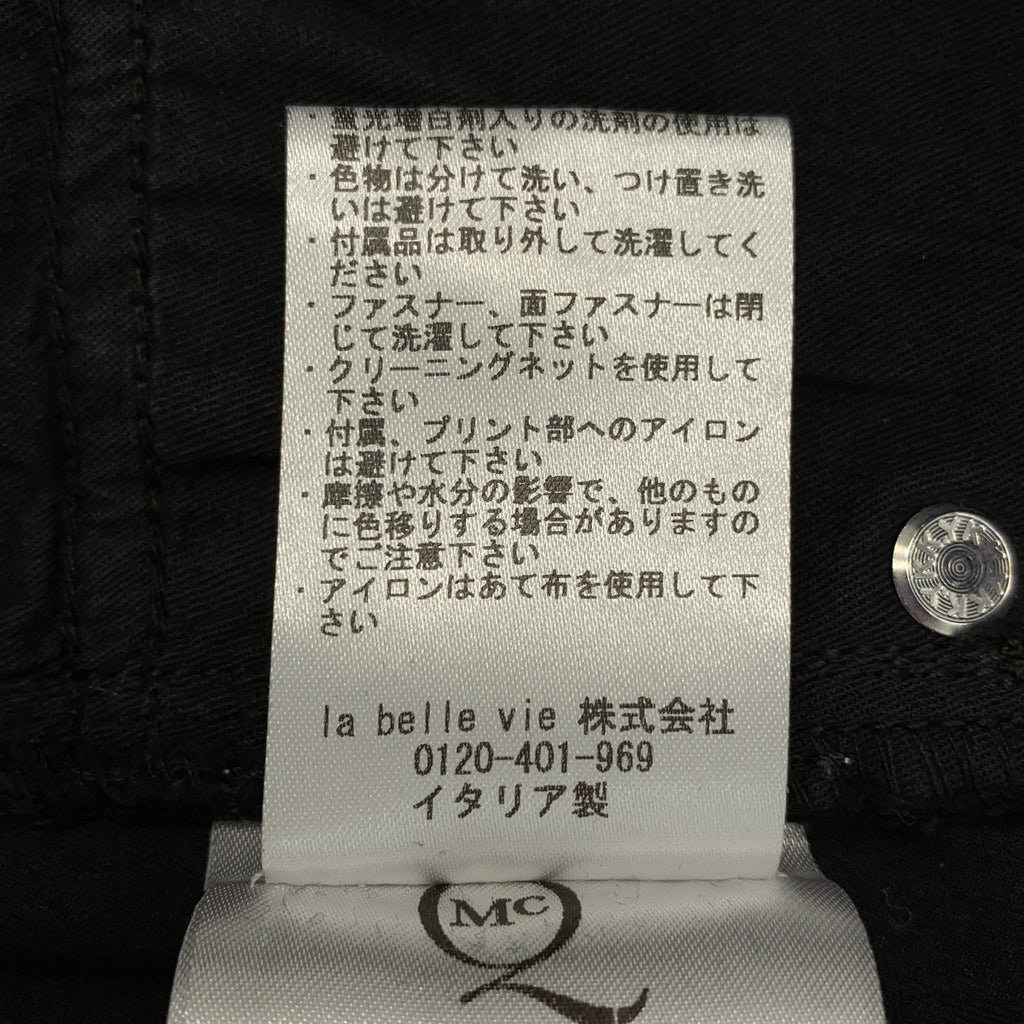 ・蛍光増白剤入りの洗剤の使用は
避けて下さい
・色物は分けて洗い、つけ置き洗
いは避けて下さい
・付属品は取り外して洗濯してく
ださい
・ファスナー、面ファスナーは閉
じて洗濯して下さい
・クリーニングネットを使用して
下さい
・付属、プリント部へのアイロン
は避けて下さい
・摩擦や水分の影響で、他のもの
に色移りする場合がありますの
でご注意下さい
・アイロンはあて布を使用して下
さい
la belle vie 株式会社
0120-401-969
イタリア製
McQ